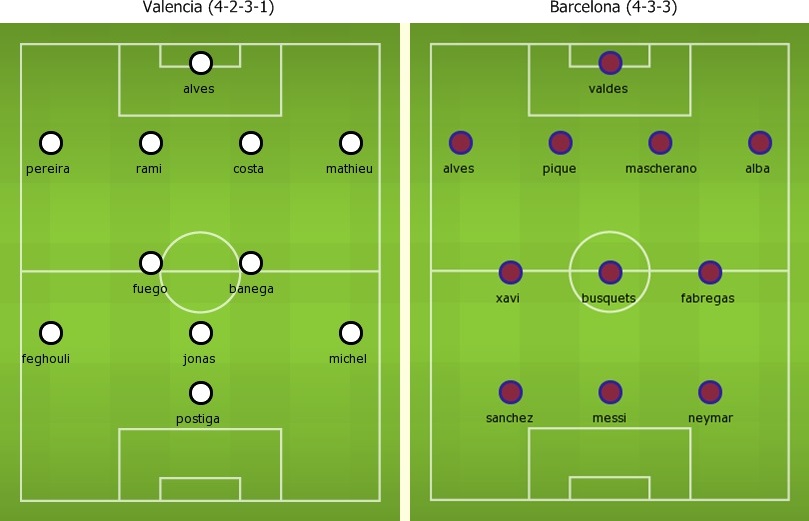 Valencia (4-2-3-1)
alves
pereira rami costa mathieu
fuego banega
feghouli jonas michel
postiga
Barcelona (4-3-3)
valdes
alves pique mascherano alba
xavi busquets fabregas
sanchez messi neymar